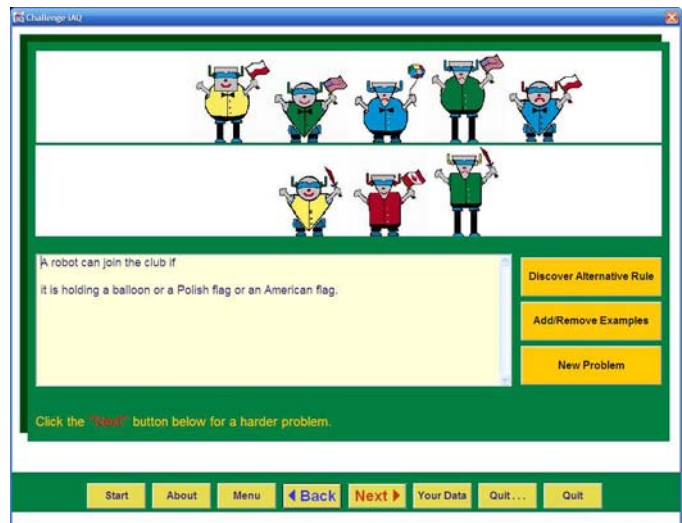 Challenge iAQ
A robot can join the club if
it is holding a balloon or a Polish flag or an American flag.
Discover Alternative Rule
Add/Remove Examples
New Problem
Click the "Next" button below for a harder problem.
Start
About
Menu
Back
Next
Your Data
Quit...
Quit